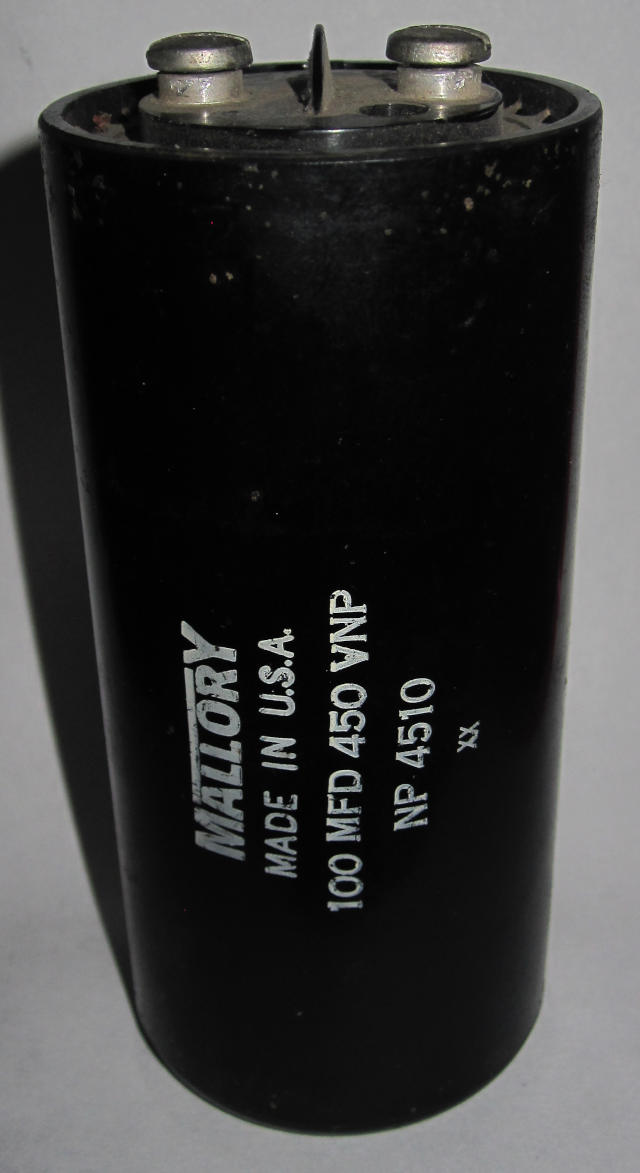 MALLORY
MADE IN U.S.A.
100 MFD 450 VNP
NP 4510
XX